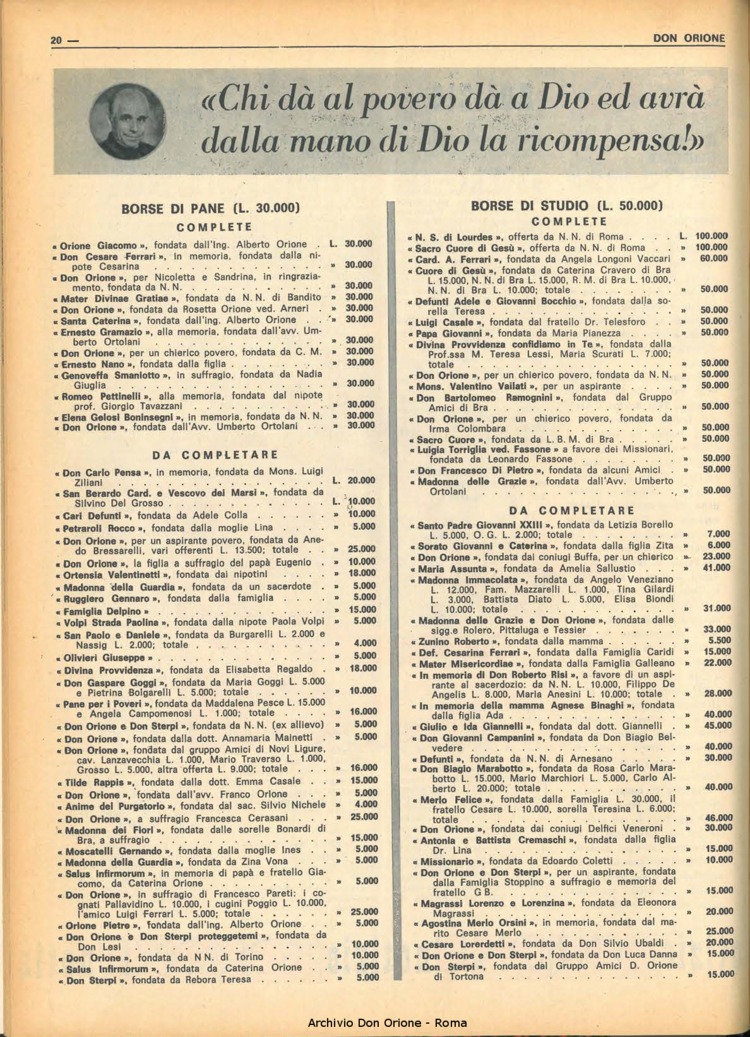 20 —
DON ORIONE
«Chi dà al povero dà a Dio ed avrà
dalla mano di Dio la ricompensa!»
BORSE DI PANE (L. 30.000)
COMPLETE
« Orione Giacomo », fondata dall'Ing. Alberto Orione . L. 30.000
« Don Cesare Ferrari », in memoria, fondata dalla ni-
pote Cesarina . . . . . . . . . . . . » 30.000
« Don Orione », per Nicoletta e Sandrina, in ringrazia-
mento, fondata da N. N. . . . . . . . . . » 30.000
« Mater Divinae Gratiae », fondata da N. N. di Bandito » 30.000
« Don Orione », fondata da Rosetta Orione ved. Arneri . » 30.000
« Santa Caterina », fondata dall'ing. Alberto Orione . . » 30.000
« Ernesto Gramazio », alla memoria, fondata dall'avv. Um-
berto Ortolani . . . . . . . . . . . . » 30.000
« Don Orione », per un chierico povero, fondata da C. M. » 30.000
« Ernesto Nano », fondata dalla figlia . . . . . . » 30.000
« Genoveffa Smaniotto », in suffragio, fondata da Nadia
Giuglia . . . . . . . . . . . . . . » 30.000
« Romeo Pettinelli », alla memoria, fondata dal nipote
prof. Giorgio Tavazzani . . . . . . . . . » 30.000
« Elena Gelosi Boninsegni », in memoria, fondata da N. N. » 30.000
« Don Orione », fondata dall'Avv. Umberto Ortolani . . » 30.000
DA COMPLETARE
« Don Carlo Pensa », in memoria, fondata da Mons. Luigi
Ziliani . . . . . . . . . . . . . . L. 20.000
« San Berardo Card. e Vescovo dei Marsi », fondata da
Silvino Del Grosso . . . . . . . . . . . L. 10.000
« Cari Defunti », fondata da Adele Colla . . . . . » 10.000
« Petraroli Rocco », fondata dalla moglie Lina . . . . » 5.000
« Don Orione », per un aspirante povero, fondata da Ane-
do Bressarelli, vari offerenti L. 13.500; totale . . . » 25.000
« Don Orione », la figlia a suffragio del papà Eugenio . » 10.000
« Ortensia Valentinetti », fondata dai nipotini . . . . » 18.000
« Madonna della Guardia », fondata da un sacerdote . » 5.000
« Ruggiero Gennaro », fondata dalla famiglia . . . . » 5.000
« Famiglia Delpino » . . . . . . . . . . . » 15.000
« Volpi Strada Paolina », fondata dalla nipote Paola Volpi » 5.000
« San Paolo e Daniele », fondata da Burgarelli L. 2.000 e
Nassig L. 2.000; totale . . . . . . . . . » 4.000
« Olivieri Giuseppe » . . . . . . . . . . . » 5.000
« Divina Provvidenza », fondata da Elisabetta Regaldo . » 18.000
« Don Gaspare Goggi », fondata da Maria Goggi L. 5.000
e Pietrina Bolgarelli L. 5.000; totale . . . . . . » 10.000
« Pane per i Poveri », fondata da Maddalena Pesce L. 15.000
e Angela Campomenosi L. 1.000; totale . . . . » 16.000
« Don Orione e Don Sterpi », fondata da N. N. (ex allievo) » 5.000
« Don Orione », fondata dalla dott. Annamaria Mainetti . » 5.000
« Don Orione », fondata dal gruppo Amici di Novi Ligure,
cav. Lanzavecchia L. 1.000, Mario Traverso L. 1.000,
Grosso L. 5.000, altra offerta L. 9.000; totale . . . » 16.000
« Tilde Rappis », fondata dal dott. Emma Casale . . » 15.000
« Don Orione », fondata dall'avv. Franco Orione . . . » 5.000
« Anime del Purgatorio », fondata dal sac. Silvio Nichele » 4.000
« Don Orione », a suffragio Francesca Cerasani . . . » 25.000
« Madonna dei Fiori », fondata dalle sorelle Bonardi di
Bra, a suffragio . . . . . . . . . . . . » 15.000
« Moscatelli Gernando », fondata dalla moglie Ines . . » 5.000
« Madonna della Guardia », fondata da Zina Vona . . » 5.000
« Salus Infirmorum », in memoria di papà e fratello Gia-
como, da Caterina Orione . . . . . . . . » 5.000
« Don Orione », in suffragio di Francesco Pareti: i co-
gnati Pallavidino L. 10.000, i cugini Poggio L. 10.000,
l'amico Luigi Ferrari L. 5.000; totale . . . . . . » 25.000
« Orione Pietro », fondata dall'ing. Alberto Orione . . » 5.000
« Don Orione e Don Sterpi proteggetemi », fondata da
Don Lesi . . . . . . . . . . . . . . » 10.000
« Don Orione », fondata da NN. di Torino . . . . . » 10.000
« Salus Infirmorum », fondata da Caterina Orione . . » 5.000
« Don Sterpi », fondata da Rebora Teresa . . . . . » 5.000
BORSE DI STUDIO (L. 50.000)
COMPLETE
« N. S. di Lourdes », offerta da N. N. di Roma . . . . L. 100.000
« Sacro Cuore di Gesù », offerta da N. N. di Roma . . » 100.000
« Card. A. Ferrari », fondata da Angela Longoni Vaccari » 60.000
« Cuore di Gesù », fondata da Caterina Cravero di Bra
L. 15.000, N. N. di Bra L. 15.000, R. M. di Bra L. 10.000,
N. N. di Bra L. 10.000; totale . . . . . . . » 50.000
« Defunti Adele e Giovanni Bocchio », fondata dalla so-
rella Teresa . . . . . . . . . . . . . » 50.000
« Luigi Casale », fondata dal fratello Dr. Telesforo . . » 50.000
« Papa Giovanni », fondata da Maria Pianezza . . . . » 50.000
« Divina Provvidenza confidiamo in Te », fondata dalla
Prof.ssa M. Teresa Lessi, Maria Scurati L. 7.000;
totale . . . . . . . . . . . . . . . » 50.000
« Don Orione », per un chierico povero, fondata da N. N. » 50.000
« Mons. Valentino Vailati », per un aspirante . . . . » 50.000
« Don Bartolomeo Ramognini », fondata dal Gruppo
Amici di Bra . . . . . . . . . . . . . » 50.000
« Don Orione », per un chierico povero, fondata da
Irma Colombara . . . . . . . . . . . . » 50.000
« Sacro Cuore », fondata da L. B. M. di Bra . . . . . » 50.000
« Luigia Torriglia ved. Fassone » a favore dei Missionari,
fondata da Leonardo Fassone . . . . . . . . » 50.000
« Don Francesco Di Pietro », fondata da alcuni Amici . » 50.000
« Madonna delle Grazie », fondata dall'Avv. Umberto
Ortolani . . . . . . . . . . . . . . » 50.000
DA COMPLETARE
« Santo Padre Giovanni XXIII », fondata da Letizia Borello
L. 5.000, O. G. L. 2.000; totale . . . . . . . » 7.000
« Sorato Giovanni e Caterina », fondata dalla figlia Zita » 6.000
« Don Orione », fondata dai coniugi Buffa, per un chierico » 23.000
« Maria Assunta », fondata da Amelia Sallustio . . . » 41.000
« Madonna Immacolata », fondata da Angelo Veneziano
L. 12.000, Fam. Mazzarelli L. 1.000, Tina Gilardi
L. 3.000, Battista Diato L. 5.000, Elisa Biondi
L. 10.000; totale . . . . . . . . . . . » 31.000
« Madonna delle Grazie e Don Orione », fondata dalle
sigg.e Rolero, Pittaluga e Tessier . . . . . . . » 33.000
« Zunino Roberto », fondata dalla mamma . . . . . » 5.500
« Def. Cesarina Ferrari », fondata dalla Famiglia Caridi » 15.000
« Mater Misericordiae », fondata dalla Famiglia Galleano » 22.000
« In memoria di Don Roberto Risi », a favore di un aspi-
rante al sacerdozio: da N. N. L. 10.000, Filippo De
Angelis L. 8.000, Maria Anesini L. 10.000; totale . » 28.000
« In memoria della mamma Agnese Binaghi », fondata
dalla figlia Ada . . . . . . . . . . . . » 40.000
« Giulio e Ida Giannelli », fondata dal dott. Giannelli . » 45.000
« Don Giovanni Campanini », fondata da Don Biagio Bel-
vedere . . . . . . . . . . . . . . . » 40.000
« Defunti », fondata da N. N. di Arnesano . . . . . » 30.000
« Don Biagio Marabotto », fondata da Rosa Carlo Mara-
botto L. 15.000, Mario Marchiori L. 5.000, Carlo Al-
berto L. 20.000; totale . . . . . . . . . . » 40.000
« Merlo Felice », fondata dalla Famiglia L. 30.000, il
fratello Cesare L. 10.000, sorella Teresina L. 6.000;
totale . . . . . . . . . . . . . . . » 46.000
« Don Orione », fondata dai coniugi Delfici Veneroni . » 30.000
« Antonia e Battista Cremaschi », fondata dalla figlia
Dr. Lina . . . . . . . . . . . . . . » 15.000
« Missionario », fondata da Edoardo Coletti . . . . . » 10.000
« Don Orione e Don Sterpi », per un aspirante, fondata
dalla Famiglia Stoppino a suffragio e memoria del
fratello G B. . . . . . . . . . . . . . » 15.000
« Magrassi Lorenzo e Lorenzina », fondata da Eleonora
Magrassi . . . . . . . . . . . . . . » 20.000
« Agostina Merlo Orsini », in memoria, fondata dal ma-
rito Cesare Merlo . . . . . . . . . . . » 25.000
« Cesare Lorerdetti », fondata da Don Silvio Ubaldi . » 20.000
« Don Orione e Don Sterpi », fondata da Don Luca Danna » 15.000
« Don Sterpi », fondata dal Gruppo Amici D. Orione
di Tortona . . . . . . . . . . . . . . » 15.000
Archivio Don Orione - Roma